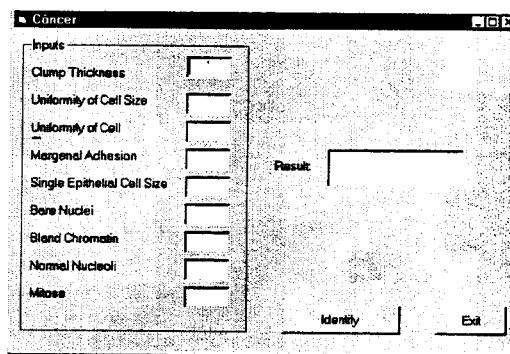 Cancer
Inputs
Clump Thickness
Uniformity of Cell Size
Uniformity of Cell
Margenal Adhesion
Single Epithelial Cell Size
Bare Nuclei
Bland Chromatin
Normal Nucleoli
Mitose
Result:
Identify
Exit